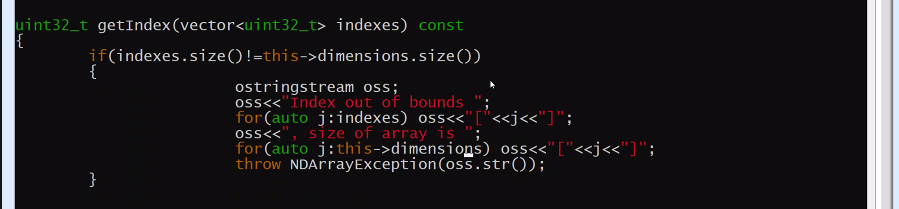 uint32_t getIndex(vector<uint32_t> indexes) const
{
if(indexes.size()!=this->dimensions.size())
{
ostringstream oss;
oss<<"Index out of bounds ";
for(auto j:indexes) oss<<"["<<j<<"]";
oss<<", size of array is ";
for(auto j:this->dimensions) oss<<"["<<j<<"]";
throw NDArrayException(oss.str());
}